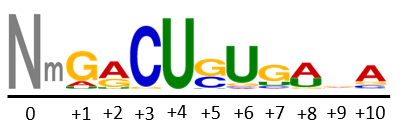 NmGACUGUGA A
0 +1 +2 +3 +4 +5 +6 +7 +8 +9 +10